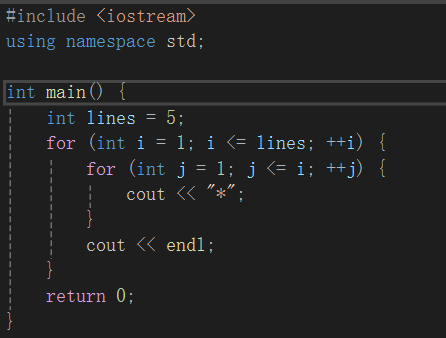 #include <iostream>
using namespace std;

int main() {
    int lines = 5;
    for (int i = 1; i <= lines; ++i) {
        for (int j = 1; j <= i; ++j) {
            cout << "*";
        }
        cout << endl;
    }
    return 0;
}